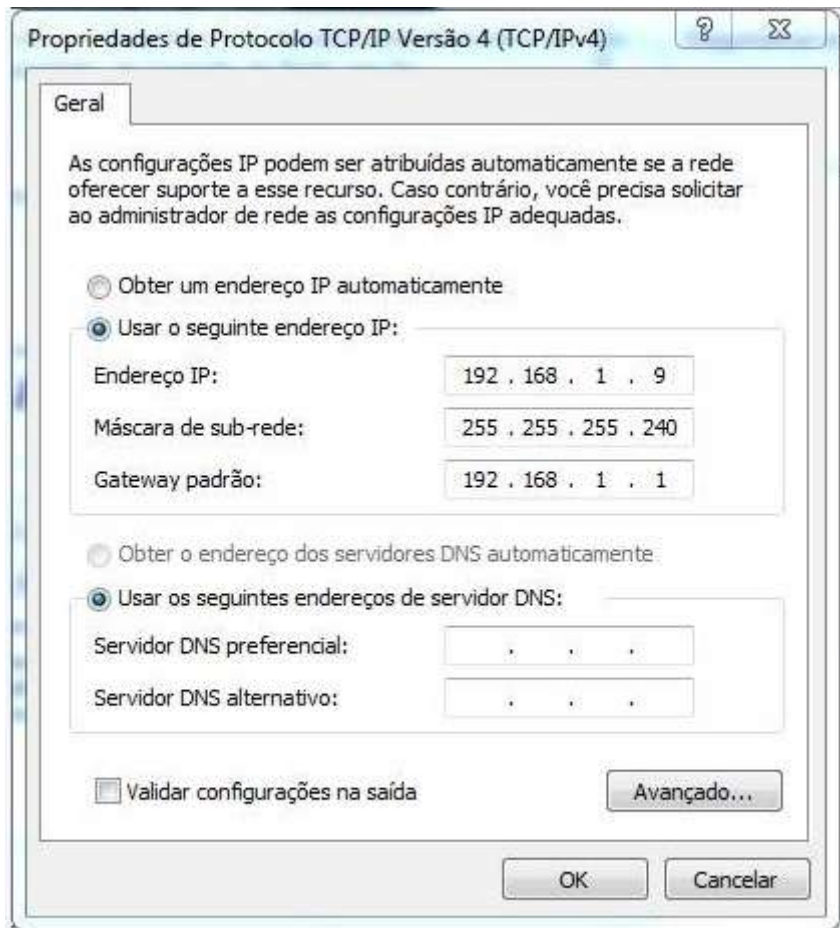 Propriedades de Protocolo TCP/IP Versão 4 (TCP/IPv4)
?
Geral
As configurações IP podem ser atribuídas automaticamente se a rede
oferecer suporte a esse recurso. Caso contrário, você precisa solicitar
ao administrador de rede as configurações IP adequadas.
Obter um endereço IP automaticamente
Usar o seguinte endereço IP:
Endereço IP: 192 . 168 . 1 . 9
Máscara de sub-rede: 255 . 255 . 255 . 240
Gateway padrão: 192 . 168 . 1 . 1
Obter o endereço dos servidores DNS automaticamente
Usar os seguintes endereços de servidor DNS:
Servidor DNS preferencial: . . .
Servidor DNS alternativo: . . .
Validar configurações na saída
Avançado...
OK Cancelar